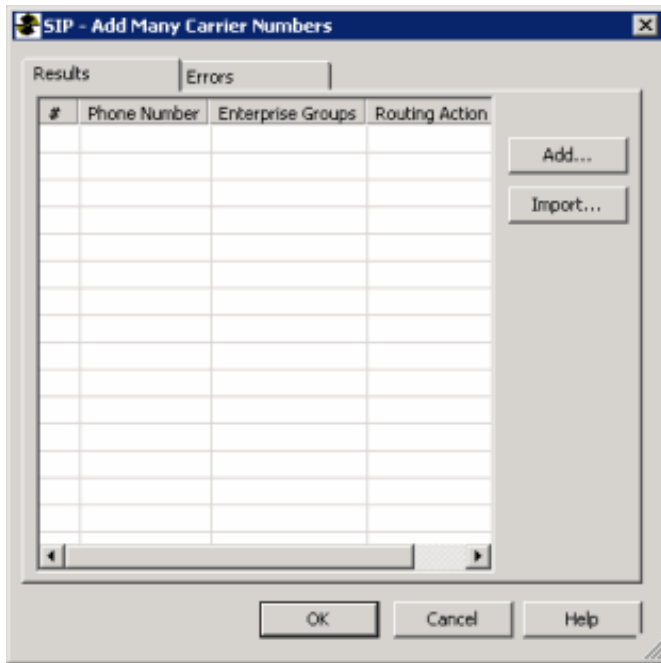 SIP - Add Many Carrier Numbers
Results Errors
# Phone Number Enterprise Groups Routing Action
Add...
Import...
OK Cancel Help